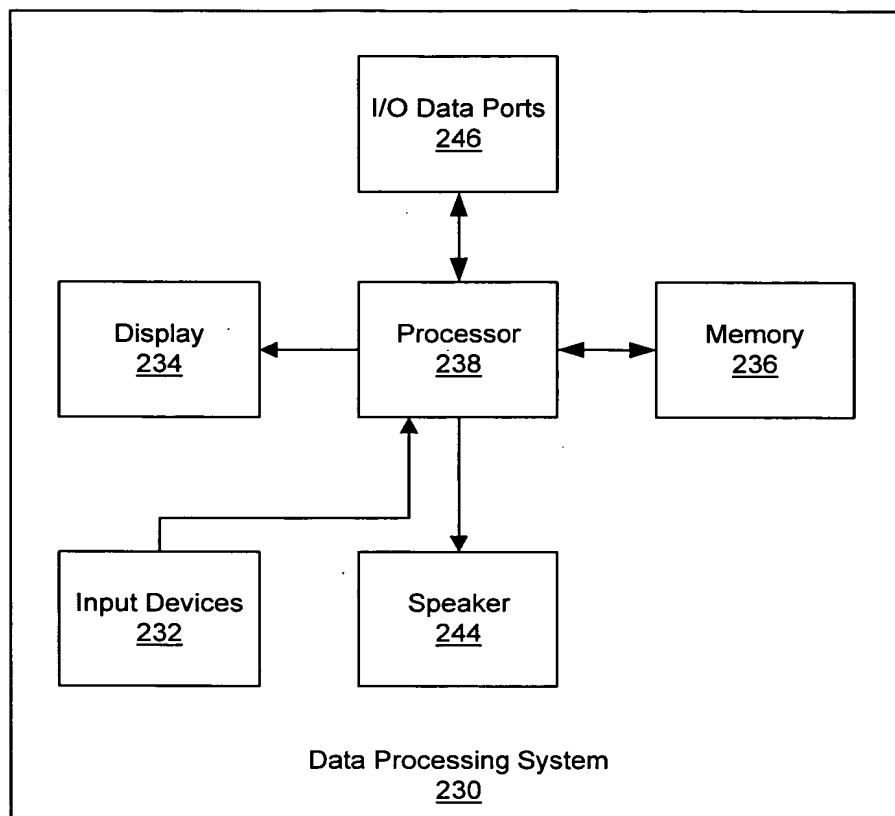 I/O Data Ports
246
Display
234
Processor
238
Memory
236
Input Devices
232
Speaker
244
Data Processing System
230